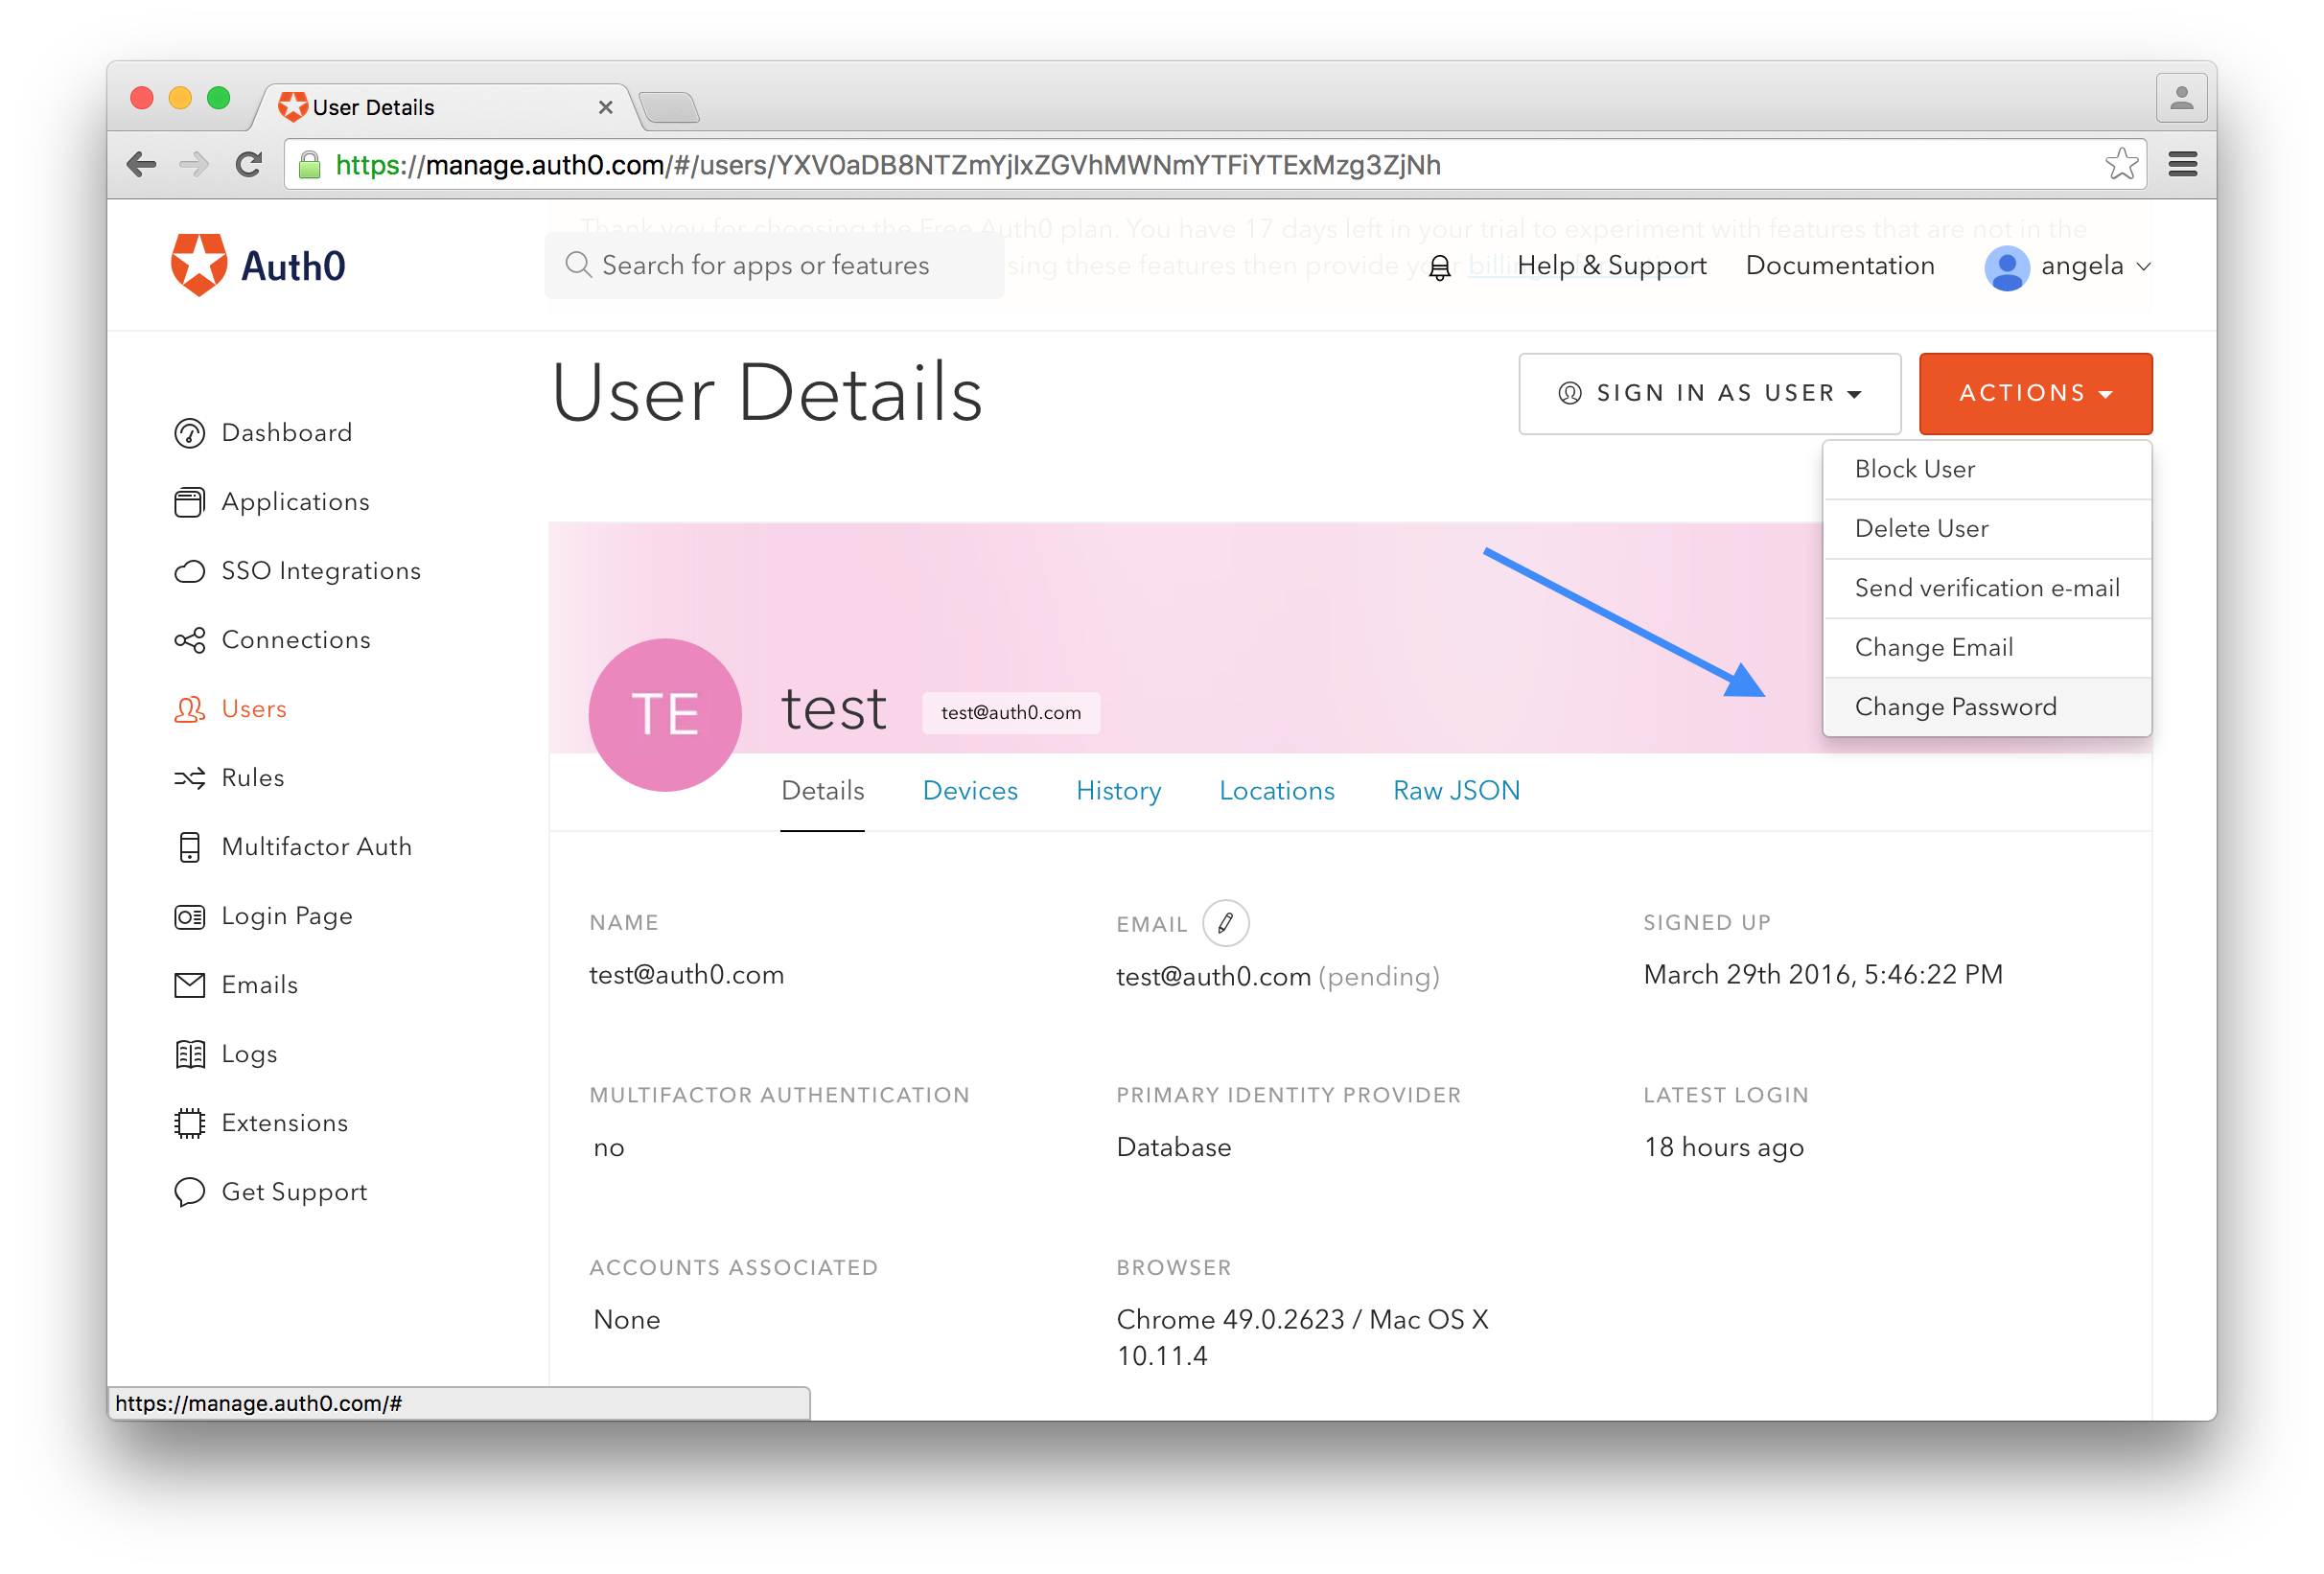 User Details
https://manage.auth0.com/#/users/YXV0aDB8NTZmYjIxZGVhMWNmYTFiYTExMzg3ZjNh
Thank you for choosing the Free Auth0 plan. You have 17 days left in your trial to experiment with features that are not in the
Auth0
Search for apps or features
sing these features then provide your billing
Help & Support
Documentation
angela
User Details
SIGN IN AS USER
ACTIONS
Block User
Delete User
Send verification e-mail
Change Email
Change Password
Dashboard
Applications
SSO Integrations
Connections
Users
Rules
Multifactor Auth
Login Page
Emails
Logs
Extensions
Get Support
TE
test
test@auth0.com
Details
Devices
History
Locations
Raw JSON
NAME
test@auth0.com
EMAIL
test@auth0.com (pending)
SIGNED UP
March 29th 2016, 5:46:22 PM
MULTIFACTOR AUTHENTICATION
no
PRIMARY IDENTITY PROVIDER
Database
LATEST LOGIN
18 hours ago
ACCOUNTS ASSOCIATED
None
BROWSER
Chrome 49.0.2623 / Mac OS X
10.11.4
https://manage.auth0.com/#